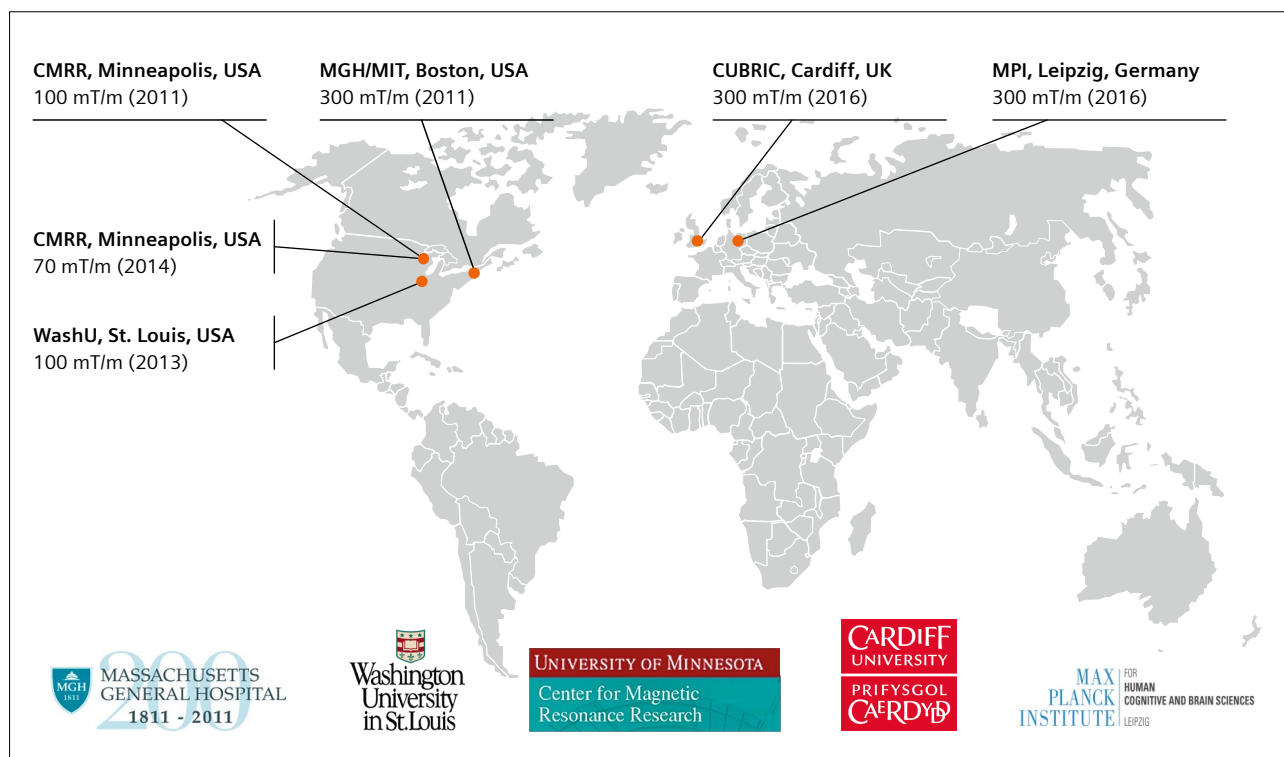 CMRR, Minneapolis, USA
100 mT/m (2011)
MGH/MIT, Boston, USA
300 mT/m (2011)
CUBRIC, Cardiff, UK
300 mT/m (2016)
MPI, Leipzig, Germany
300 mT/m (2016)
CMRR, Minneapolis, USA
70 mT/m (2014)
WashU, St. Louis, USA
100 mT/m (2013)
200
MGH
1811
MASSACHUSETTS
GENERAL HOSPITAL
1811 - 2011
Washington
University
in St. Louis
UNIVERSITY OF MINNESOTA
Center for Magnetic
Resonance Research
CARDIFF
UNIVERSITY
PRIFYSGOL
CAERDYDD
MAX
PLANCK
INSTITUTE
FOR
HUMAN
COGNITIVE AND BRAIN SCIENCES
LEIPZIG